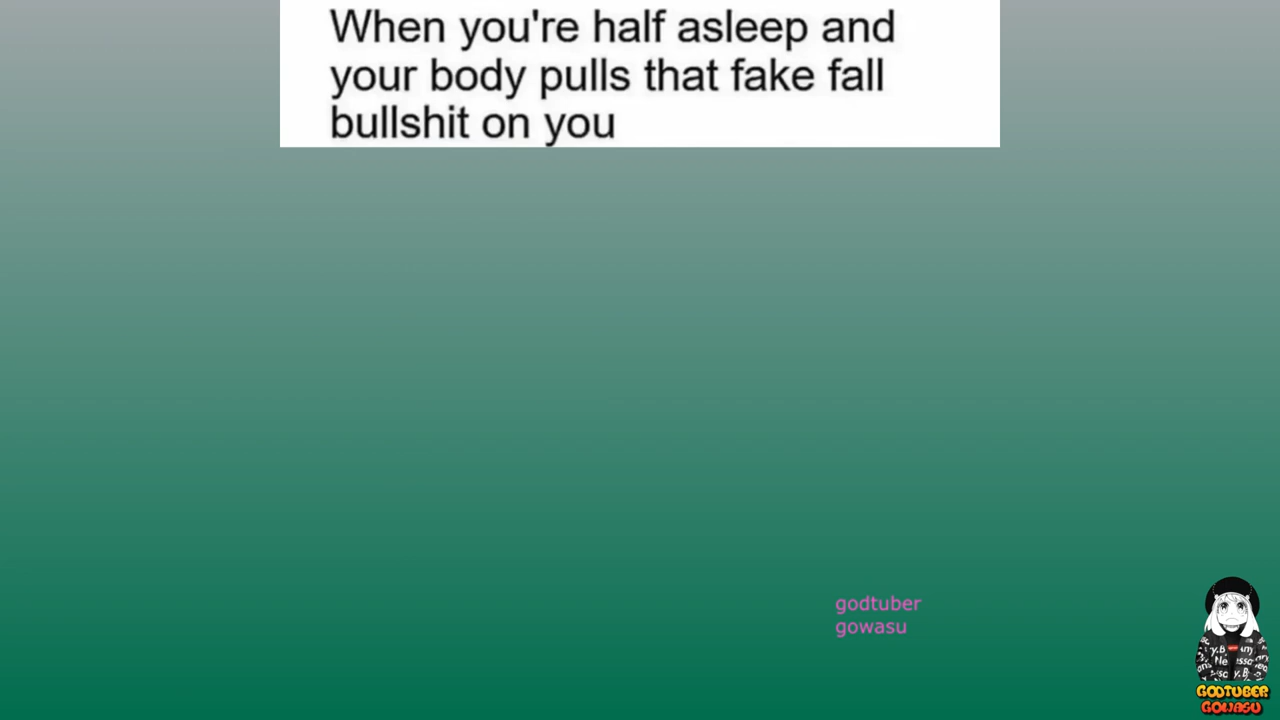 When you're half asleep and
your body pulls that fake fall
bullshit on you
godtuber
gowasu
GODTUBER
GOWASU